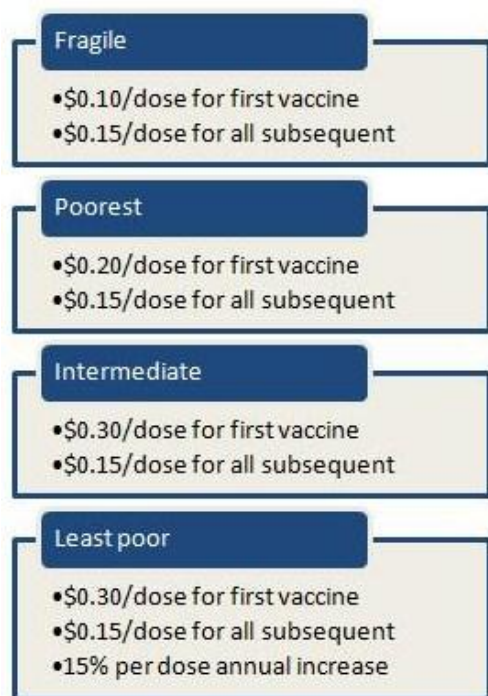 Fragile
•$0.10/dose for first vaccine
•$0.15/dose for all subsequent
Poorest
•$0.20/dose for first vaccine
•$0.15/dose for all subsequent
Intermediate
•$0.30/dose for first vaccine
•$0.15/dose for all subsequent
Least poor
•$0.30/dose for first vaccine
•$0.15/dose for all subsequent
•15% per dose annual increase